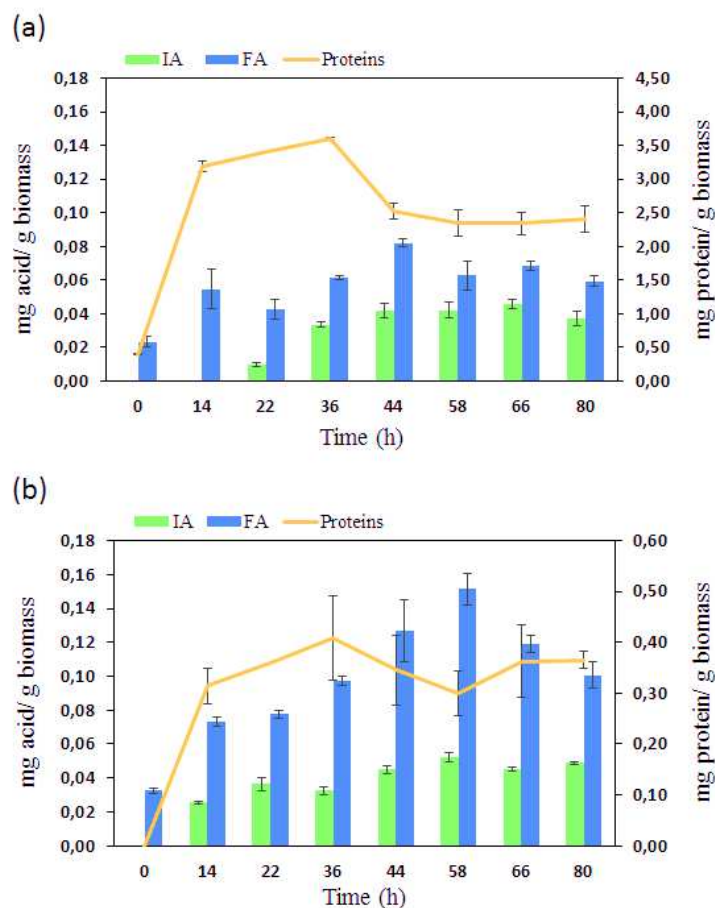 (a)
IA FA Proteins
0,18 4,50
0,16 4,00
0,14 3,50
0,12 3,00
0,10 2,50
0,08 2,00
0,06 1,50
0,04 1,00
0,02 0,50
0,00 0,00
mg acid/ g biomass
mg protein/ g biomass
0 14 22 36 44 58 66 80
Time (h)
(b)
IA FA Proteins
0,18 0,60
0,16
0,14 0,50
0,12 0,40
0,10
0,08 0,30
0,06 0,20
0,04
0,02 0,10
0,00 0,00
mg acid/ g biomass
mg protein/ g biomass
0 14 22 36 44 58 66 80
Time (h)